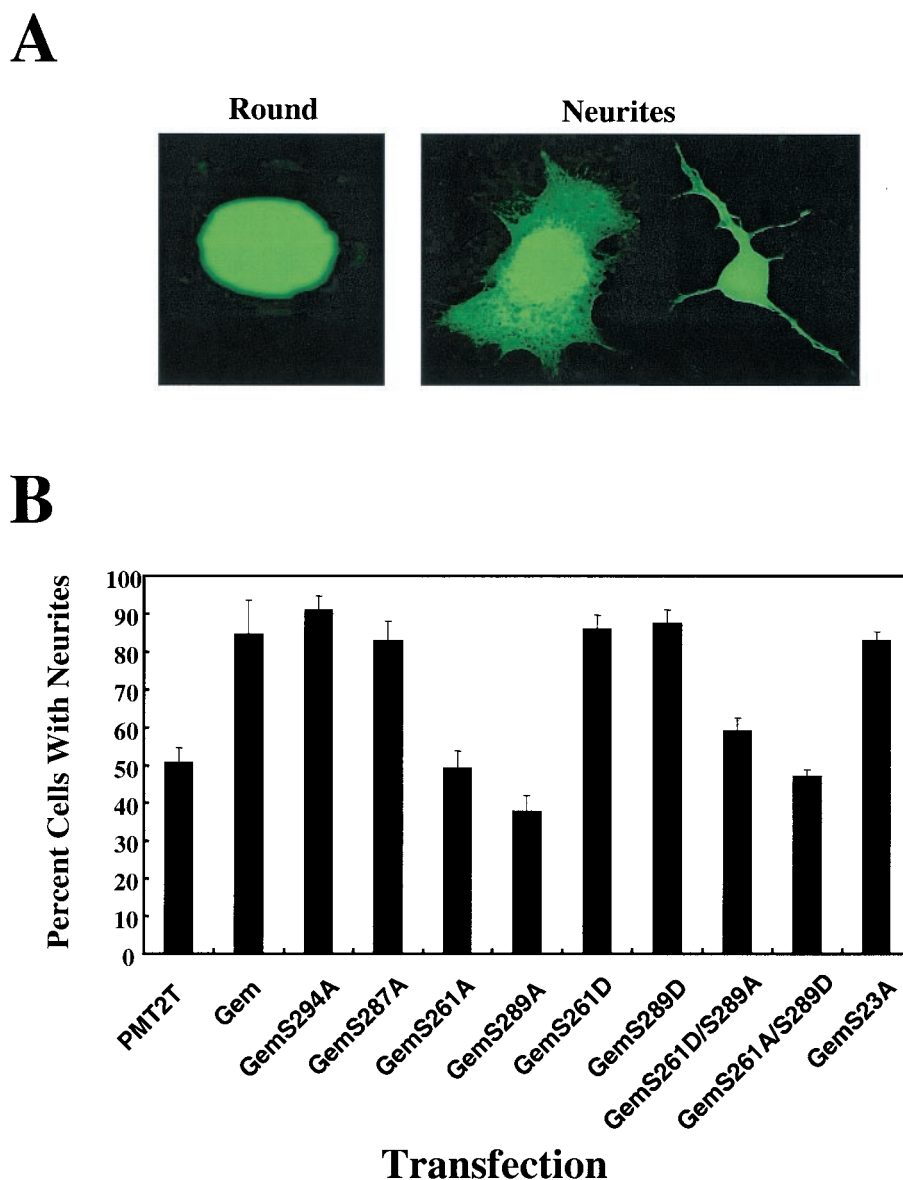 A
Round
Neurites
B
Percent Cells With Neurites
100
90
80
70
60
50
40
30
20
10
0
PMT2T
Gem
GemS294A
GemS287A
GemS261A
GemS289A
GemS261D
GemS289D
GemS261D/S289A
GemS261A/S289D
GemS23A
Transfection